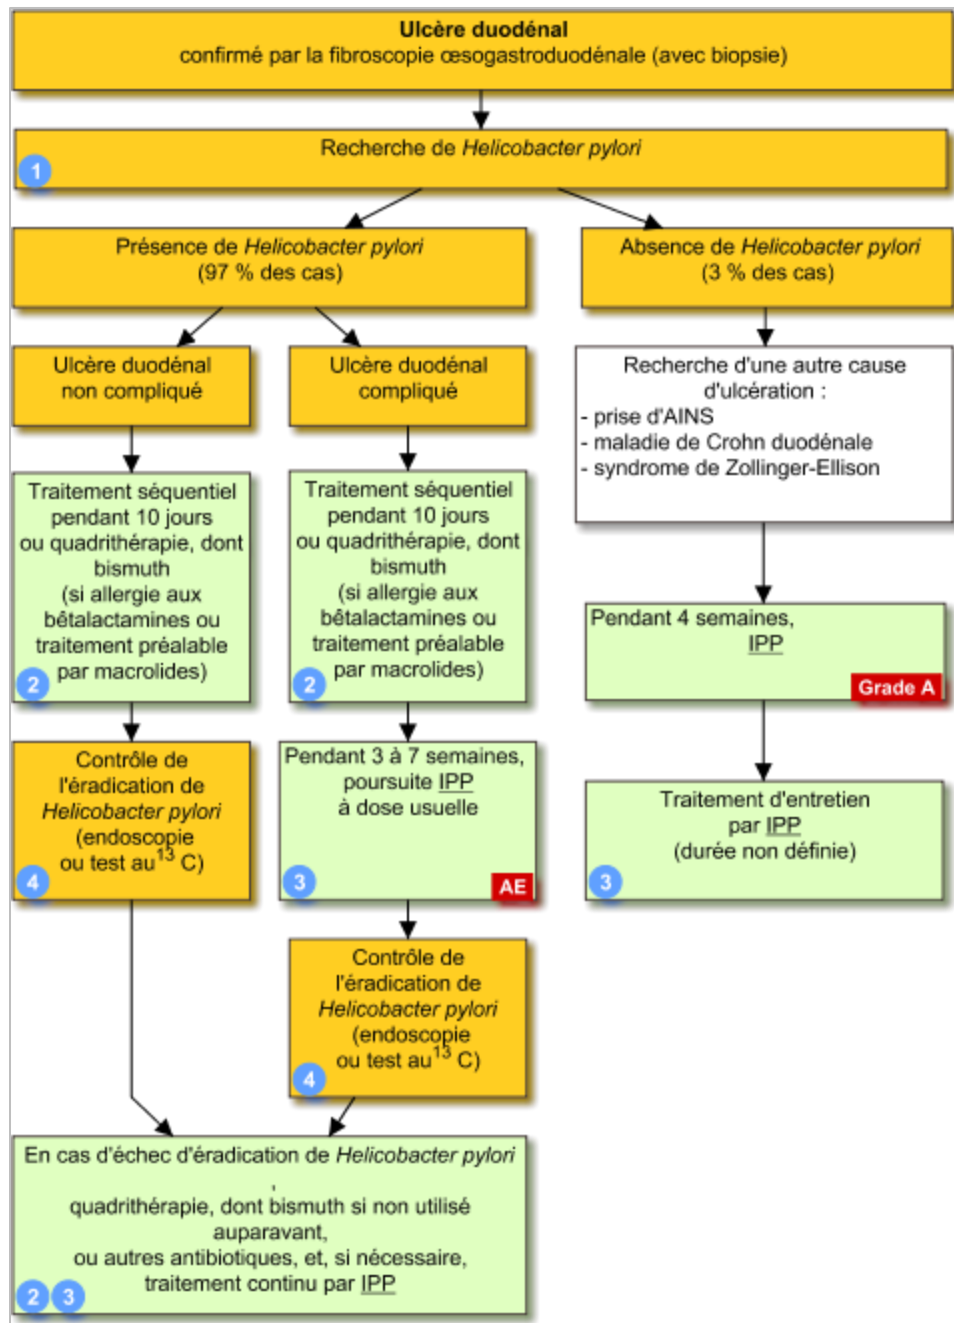 Ulcère duodénal
confirmé par la fibroscopie œsogastroduodénale (avec biopsie)
Recherche de Helicobacter pylori
1
Présence de Helicobacter pylori
(97 % des cas)
Absence de Helicobacter pylori
(3 % des cas)
Ulcère duodénal
non compliqué
Ulcère duodénal
compliqué
Recherche d'une autre cause
d'ulcération :
- prise d'AINS
- maladie de Crohn duodénale
- syndrome de Zollinger-Ellison
Traitement séquentiel
pendant 10 jours
ou quadrithérapie, dont
bismuth
(si allergie aux
bêtalactamines ou
traitement préalable
par macrolides)
2
Traitement séquentiel
pendant 10 jours
ou quadrithérapie, dont
bismuth
(si allergie aux
bêtalactamines ou
traitement préalable
par macrolides)
2
Pendant 4 semaines,
IPP
Grade A
Contrôle de
l'éradication de
Helicobacter pylori
(endoscopie
ou test au 13 C)
4
Pendant 3 à 7 semaines,
poursuite IPP
à dose usuelle
3
AE
Traitement d'entretien
par IPP
(durée non définie)
3
Contrôle de
l'éradication de
Helicobacter pylori
(endoscopie
ou test au 13 C)
4
En cas d'échec d'éradication de Helicobacter pylori
,
quadrithérapie, dont bismuth si non utilisé
auparavant,
ou autres antibiotiques, et, si nécessaire,
traitement continu par IPP
2 3